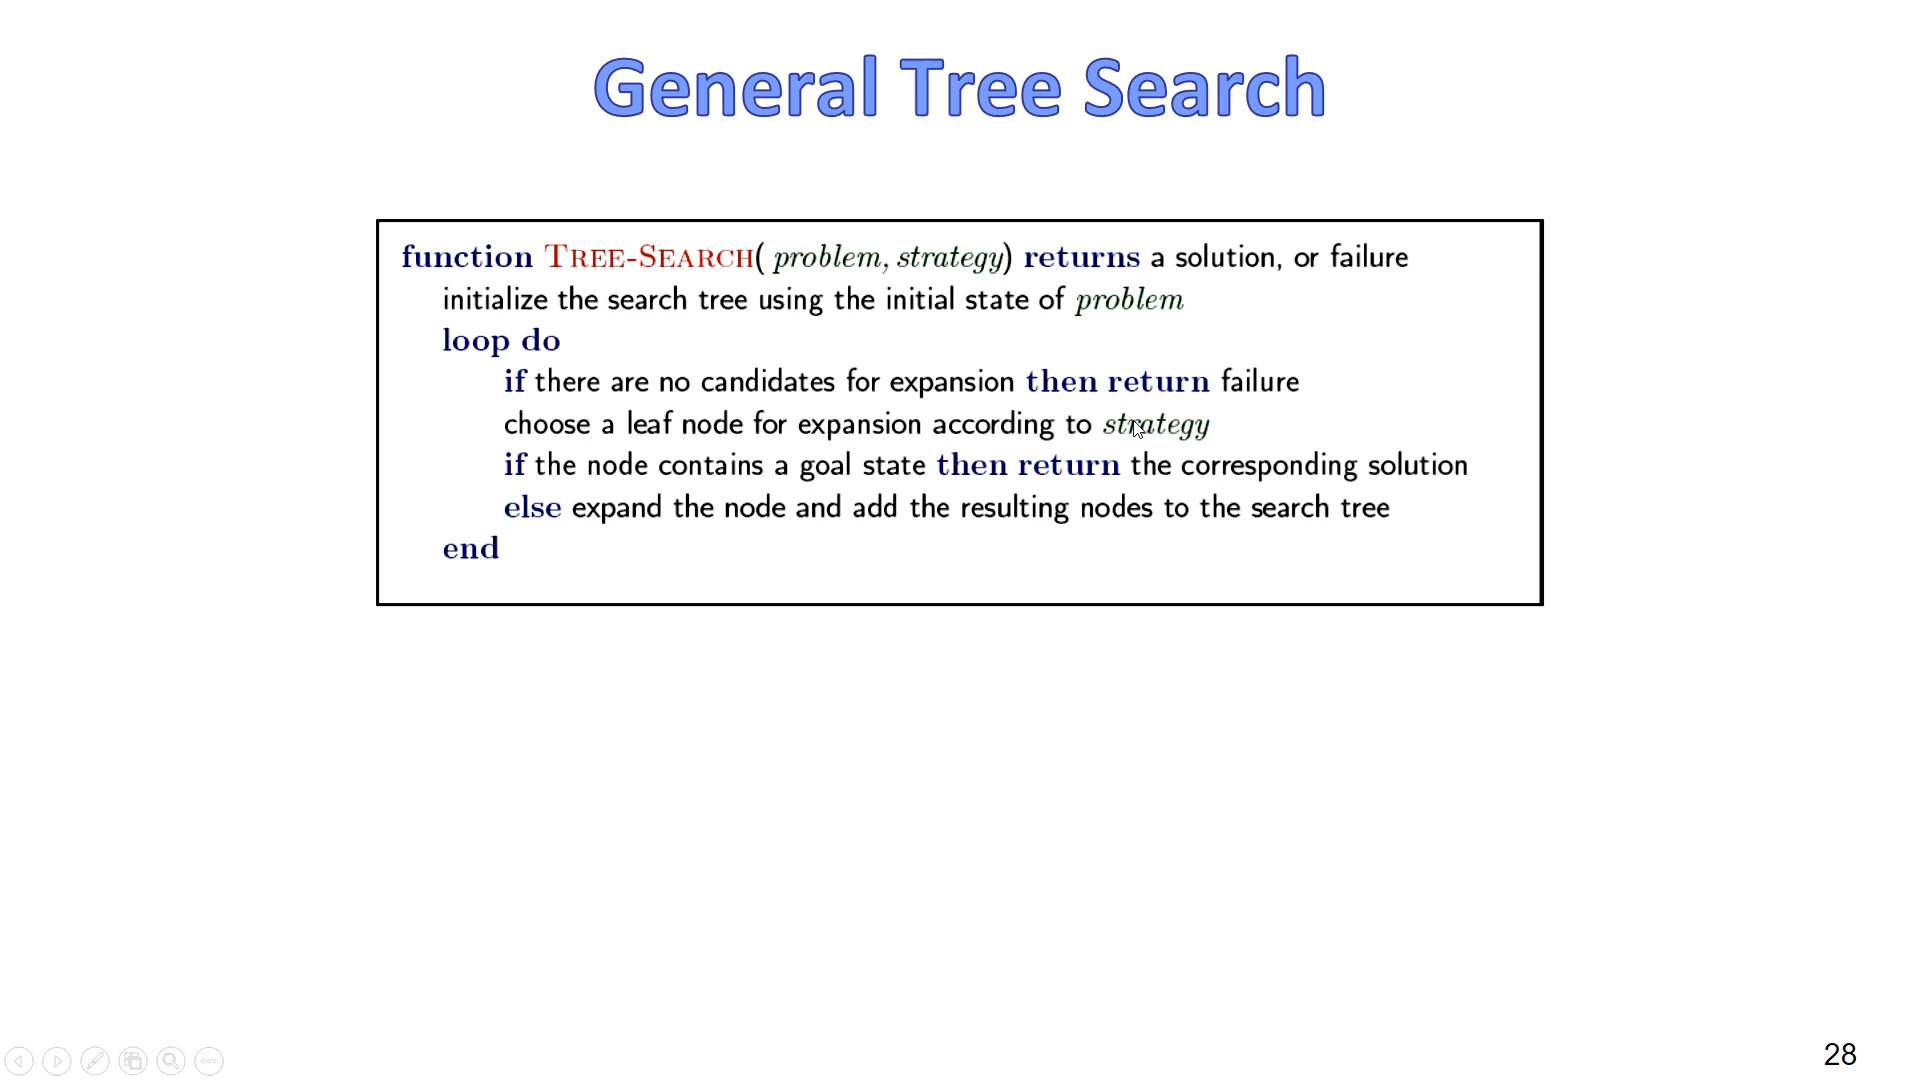 General Tree Search
function TREE-SEARCH( problem, strategy) returns a solution, or failure
initialize the search tree using the initial state of problem
loop do
if there are no candidates for expansion then return failure
choose a leaf node for expansion according to strategy
if the node contains a goal state then return the corresponding solution
else expand the node and add the resulting nodes to the search tree
end
28